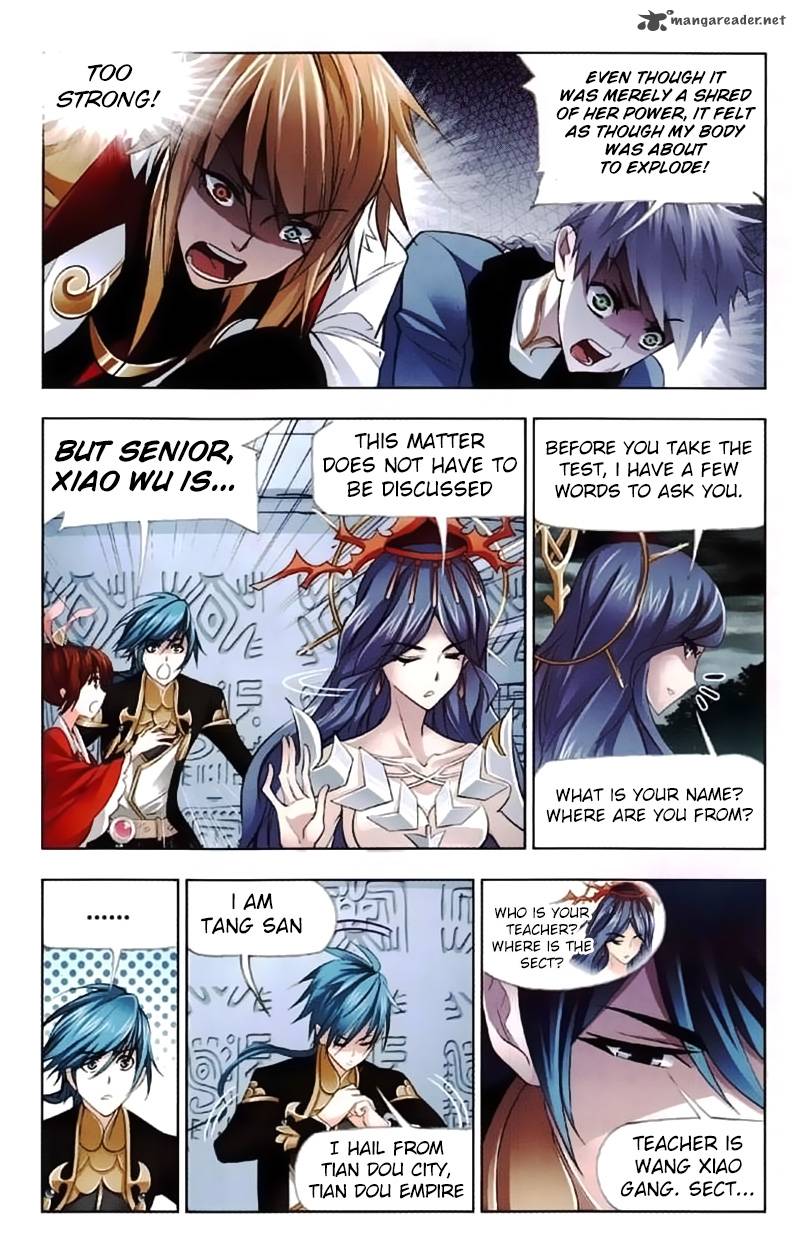 mangareader.net
TOO
STRONG!
EVEN THOUGH IT
WAS MERELY A SHRED
OF HER POWER, IT FELT
AS THOUGH MY BODY
WAS ABOUT
TO EXPLODE!
BUT SENIOR,
XIAO WU IS...
THIS MATTER
DOES NOT HAVE TO
BE DISCUSSED
BEFORE YOU TAKE THE
TEST, I HAVE A FEW
WORDS TO ASK YOU.
WHAT IS YOUR NAME?
WHERE ARE YOU FROM?
......
I AM
TANG SAN
I HAIL FROM
TIAN DOU CITY,
TIAN DOU EMPIRE
WHO IS YOUR
TEACHER?
WHERE IS THE
SECT?
TEACHER IS
WANG XIAO
GANG. SECT...